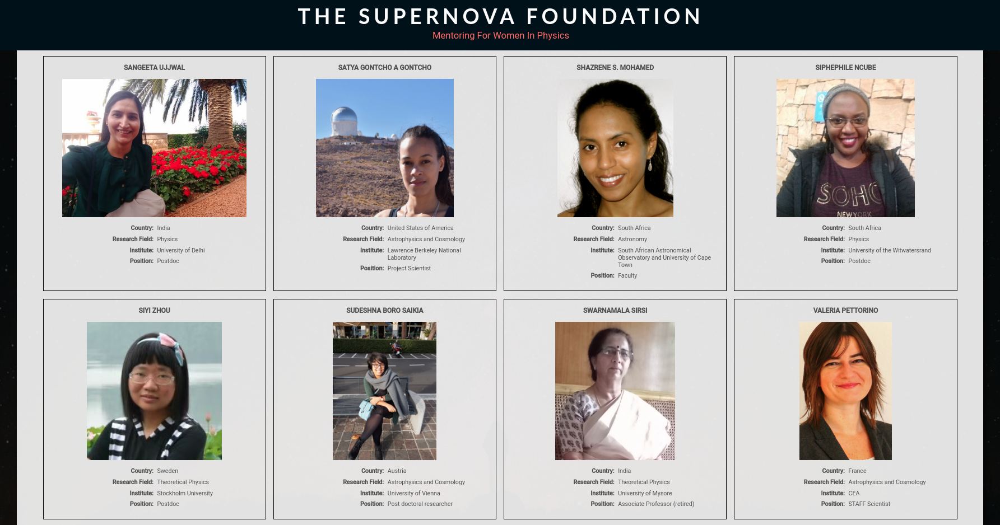 THE SUPERNOVA FOUNDATION
Mentoring For Women In Physics
SANGEETA UJJWAL
Country: India
Research Field: Physics
Institute: University of Delhi
Position: Postdoc
SATYA GONTCHO A GONTCHO
Country: United States of America
Research Field: Astrophysics and Cosmology
Institute: Lawrence Berkeley National
Laboratory
Position: Project Scientist
SHAZRENE S. MOHAMED
Country: South Africa
Research Field: Astronomy
Institute: South African Astronomical
Observatory and University of Cape
Town
Position: Faculty
SIPHEPHILE NCUBE
SOHO
NEW YORK
Country: South Africa
Research Field: Physics
Institute: University of the Witwatersrand
Position: Postdoc
SIYI ZHOU
Country: Sweden
Research Field: Theoretical Physics
Institute: Stockholm University
Position: Postdoc
SUDESHNA BORO SAIKIA
Country: Austria
Research Field: Astrophysics and Cosmology
Institute: University of Vienna
Position: Post doctoral researcher
SWARNAMALA SIRSI
Country: India
Research Field: Theoretical Physics
Institute: University of Mysore
Position: Associate Professor (retired)
VALERIA PETTORINO
Country: France
Research Field: Astrophysics and Cosmology
Institute: CEA
Position: STAFF Scientist